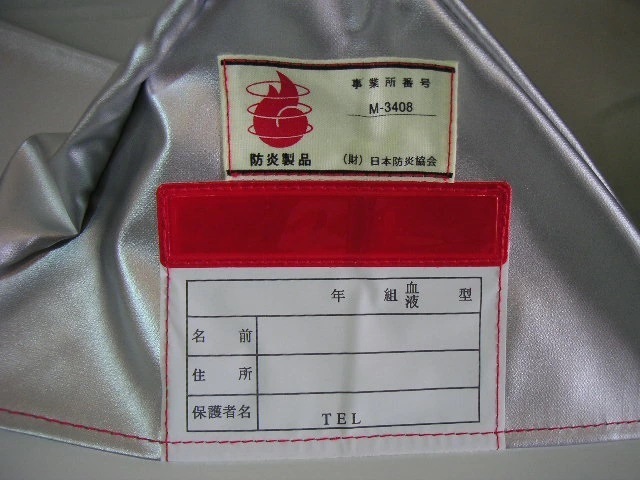 事業所番号
M-3408
防炎製品 (財)日本防炎協会
年 組 血液 型
名 前
住 所
保護者名 TEL